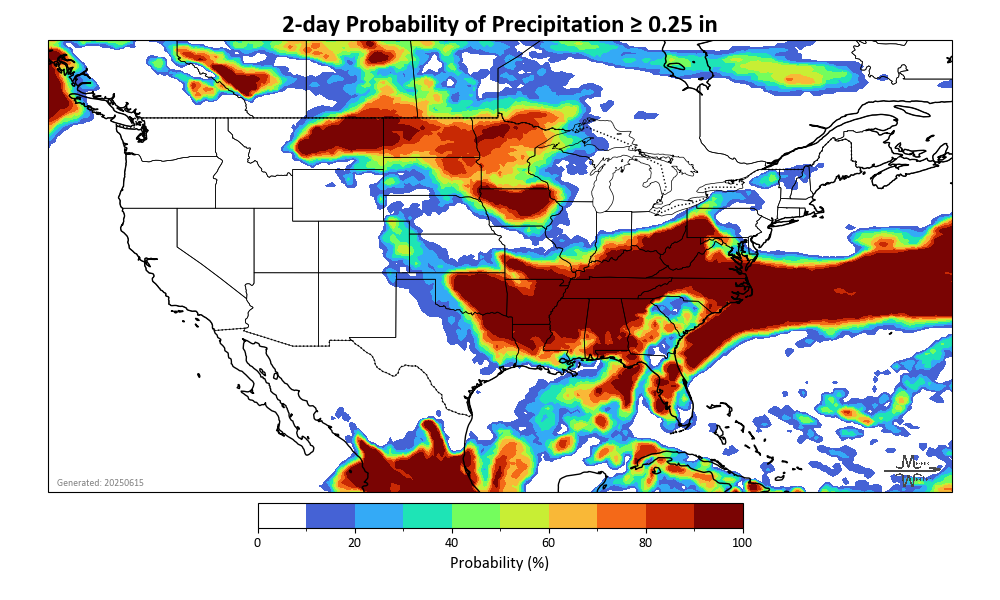 2-day Probability of Precipitation ≥ 0.25 in
Generated: 20250615
0 20 40 60 80 100
Probability (%)